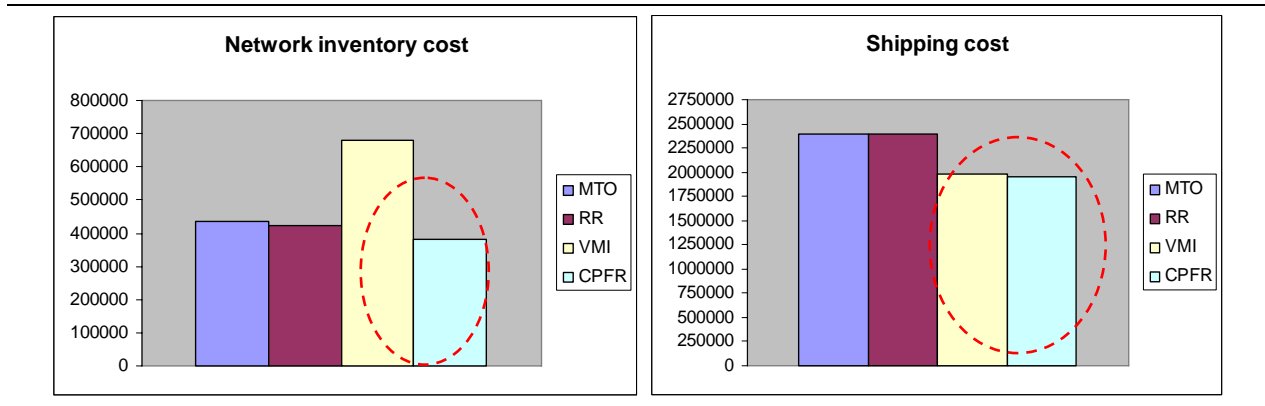 Network inventory cost
800000
700000
600000
500000
400000
300000
200000
100000
0
MTO
RR
VMI
CPFR
Shipping cost
2750000
2500000
2250000
2000000
1750000
1500000
1250000
1000000
750000
500000
250000
0
MTO
RR
VMI
CPFR